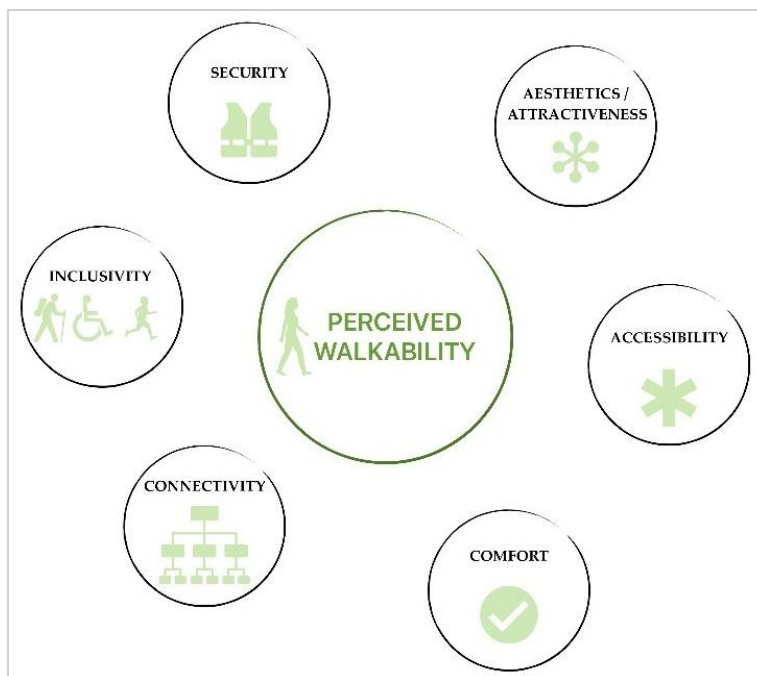 SECURITY
AESTHETICS /
ATTRACTIVENESS
INCLUSIVITY
PERCEIVED
WALKABILITY
ACCESSIBILITY
CONNECTIVITY
COMFORT